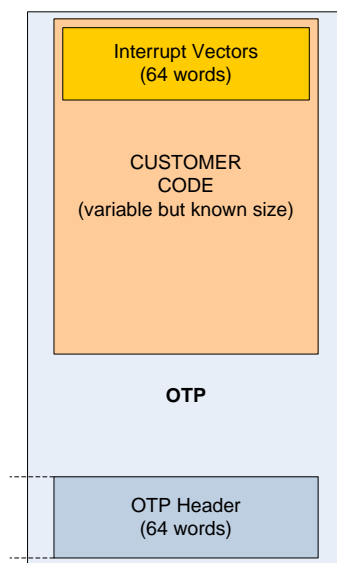 Interrupt Vectors
(64 words)
CUSTOMER
CODE
(variable but known size)
OTP
OTP Header
(64 words)